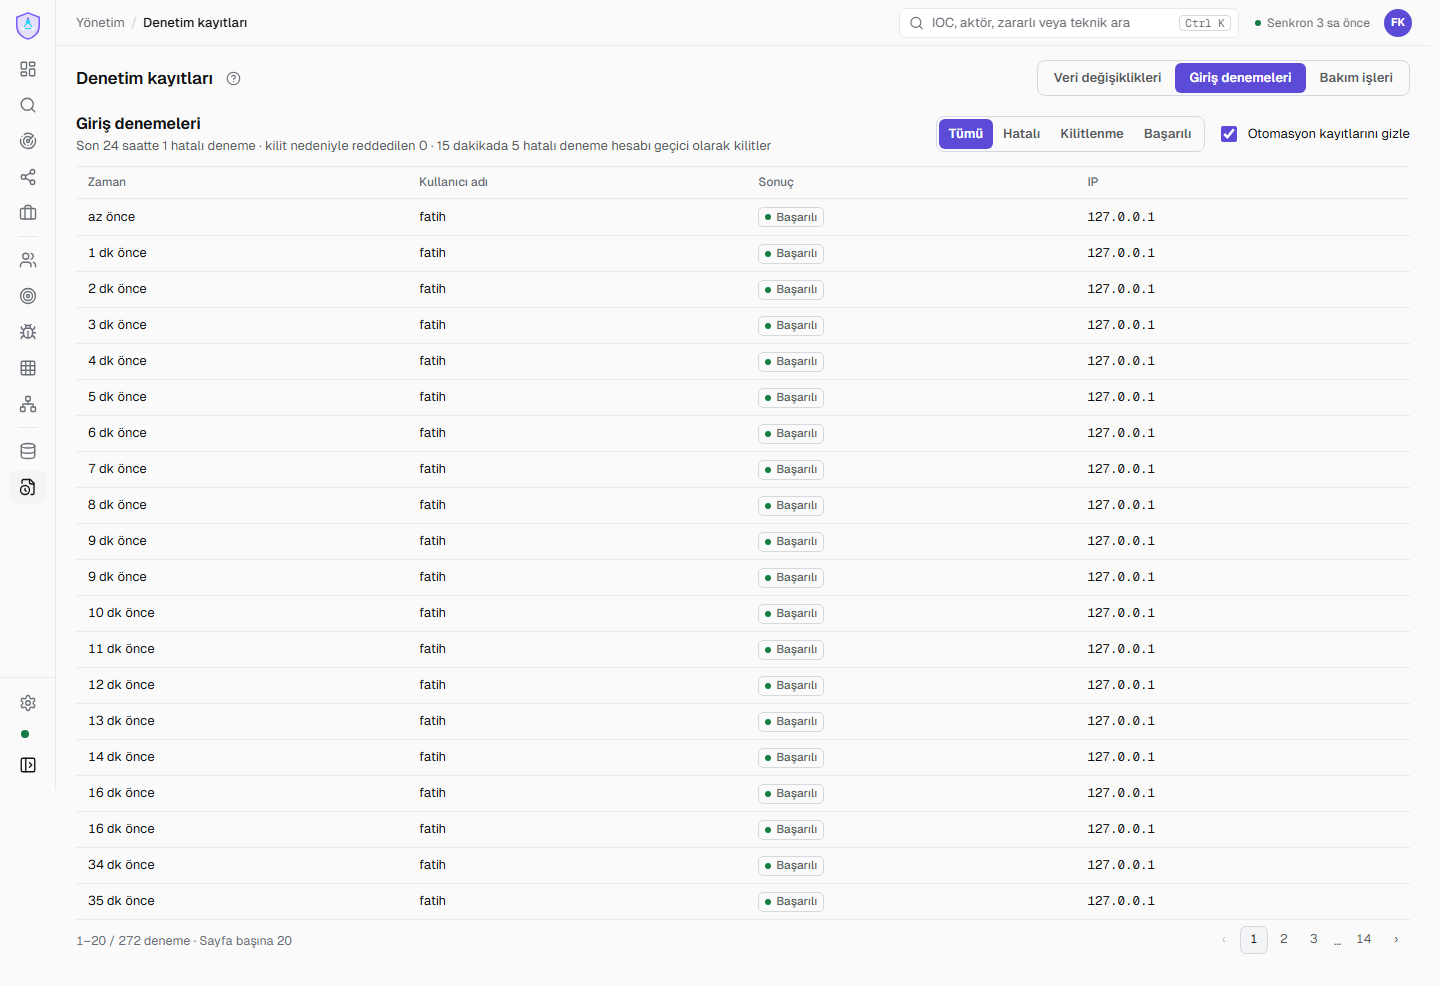 Yönetim / Denetim kayıtları
IOC, aktör, zararlı veya teknik ara
Ctrl K
Senkron 3 sa önce
FK
Denetim kayıtları
Veri değişiklikleri
Giriş denemeleri
Bakım işleri
Giriş denemeleri
Son 24 saatte 1 hatalı deneme · kilit nedeniyle reddedilen 0 · 15 dakikada 5 hatalı deneme hesabı geçici olarak kilitler
Tümü
Hatalı
Kilitlenme
Başarılı
Otomasyon kayıtlarını gizle
Zaman Kullanıcı adı Sonuç IP
az önce fatih Başarılı 127.0.0.1
1 dk önce fatih Başarılı 127.0.0.1
2 dk önce fatih Başarılı 127.0.0.1
3 dk önce fatih Başarılı 127.0.0.1
4 dk önce fatih Başarılı 127.0.0.1
5 dk önce fatih Başarılı 127.0.0.1
6 dk önce fatih Başarılı 127.0.0.1
7 dk önce fatih Başarılı 127.0.0.1
8 dk önce fatih Başarılı 127.0.0.1
9 dk önce fatih Başarılı 127.0.0.1
9 dk önce fatih Başarılı 127.0.0.1
10 dk önce fatih Başarılı 127.0.0.1
11 dk önce fatih Başarılı 127.0.0.1
12 dk önce fatih Başarılı 127.0.0.1
13 dk önce fatih Başarılı 127.0.0.1
14 dk önce fatih Başarılı 127.0.0.1
16 dk önce fatih Başarılı 127.0.0.1
16 dk önce fatih Başarılı 127.0.0.1
34 dk önce fatih Başarılı 127.0.0.1
35 dk önce fatih Başarılı 127.0.0.1
1–20 / 272 deneme · Sayfa başına 20
‹ 1 2 3 … 14 ›